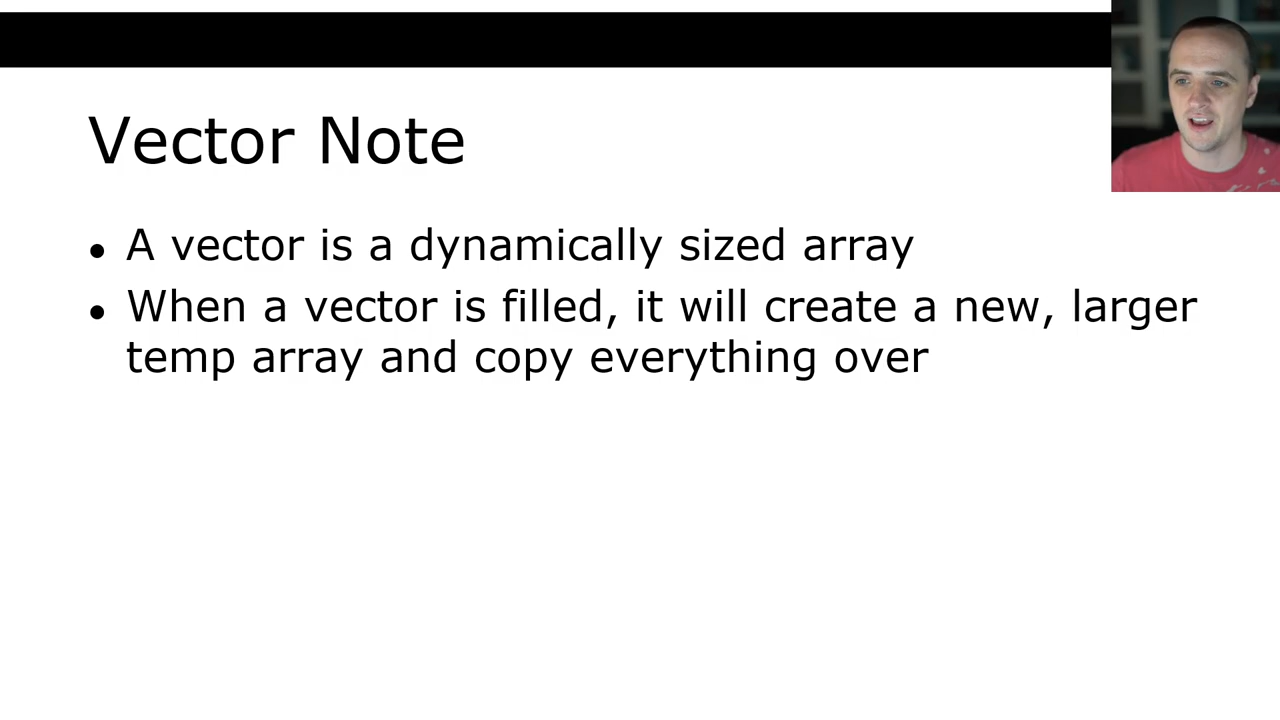 Vector Note
• A vector is a dynamically sized array
• When a vector is filled, it will create a new, larger
temp array and copy everything over